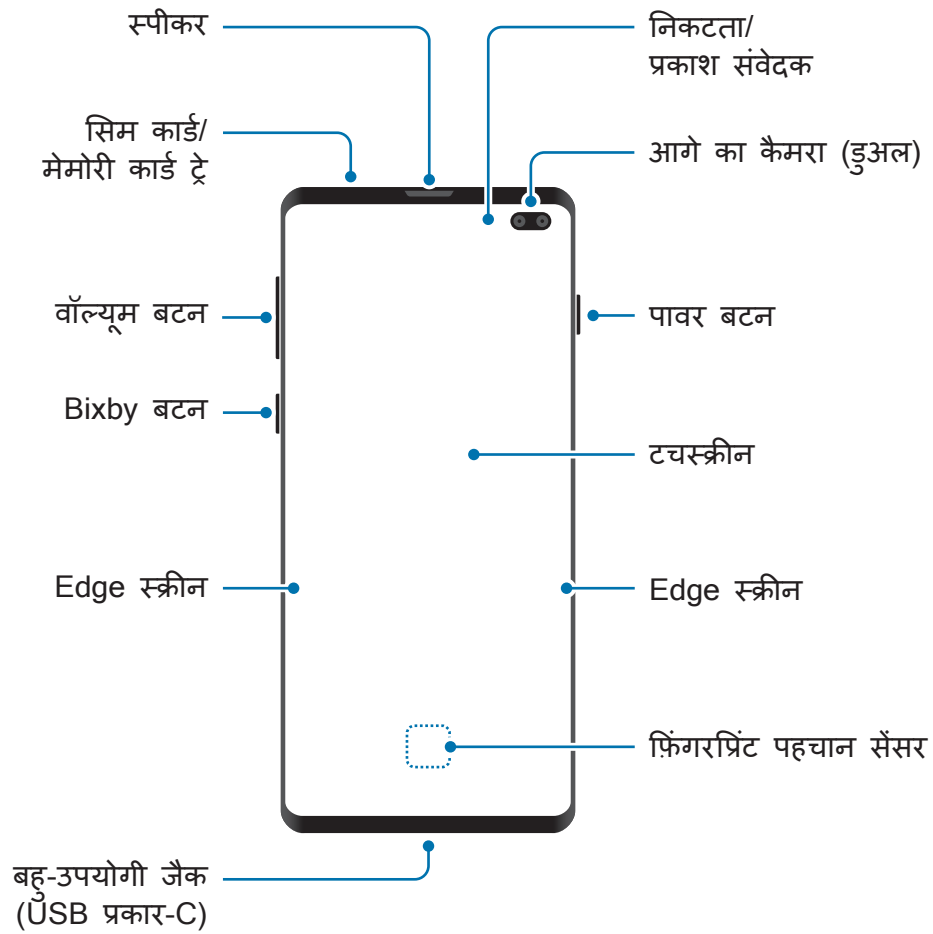 स्पीकर
सिम कार्ड/
मेमोरी कार्ड ट्रे
वॉल्यूम बटन
Bixby बटन
Edge स्क्रीन
बहु-उपयोगी जैक
(USB प्रकार-C)
निकटता/
प्रकाश संवेदक
आगे का कैमरा (डुअल)
पावर बटन
टचस्क्रीन
Edge स्क्रीन
फ़िंगरप्रिंट पहचान सेंसर